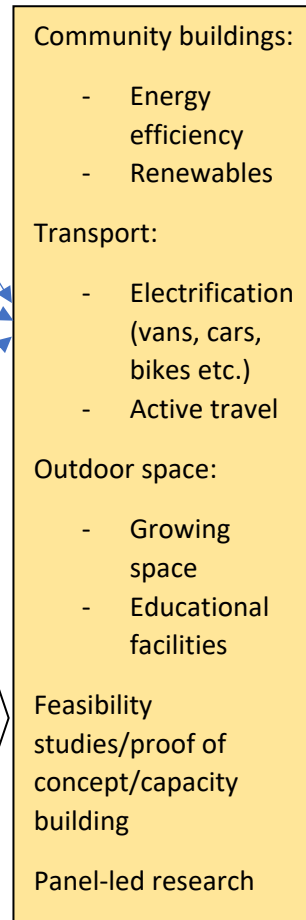 Community buildings:
- Energy
efficiency
- Renewables
Transport:
- Electrification
(vans, cars,
bikes etc.)
- Active travel
Outdoor space:
- Growing
space
- Educational
facilities
Feasibility
studies/proof of
concept/capacity
building
Panel-led research